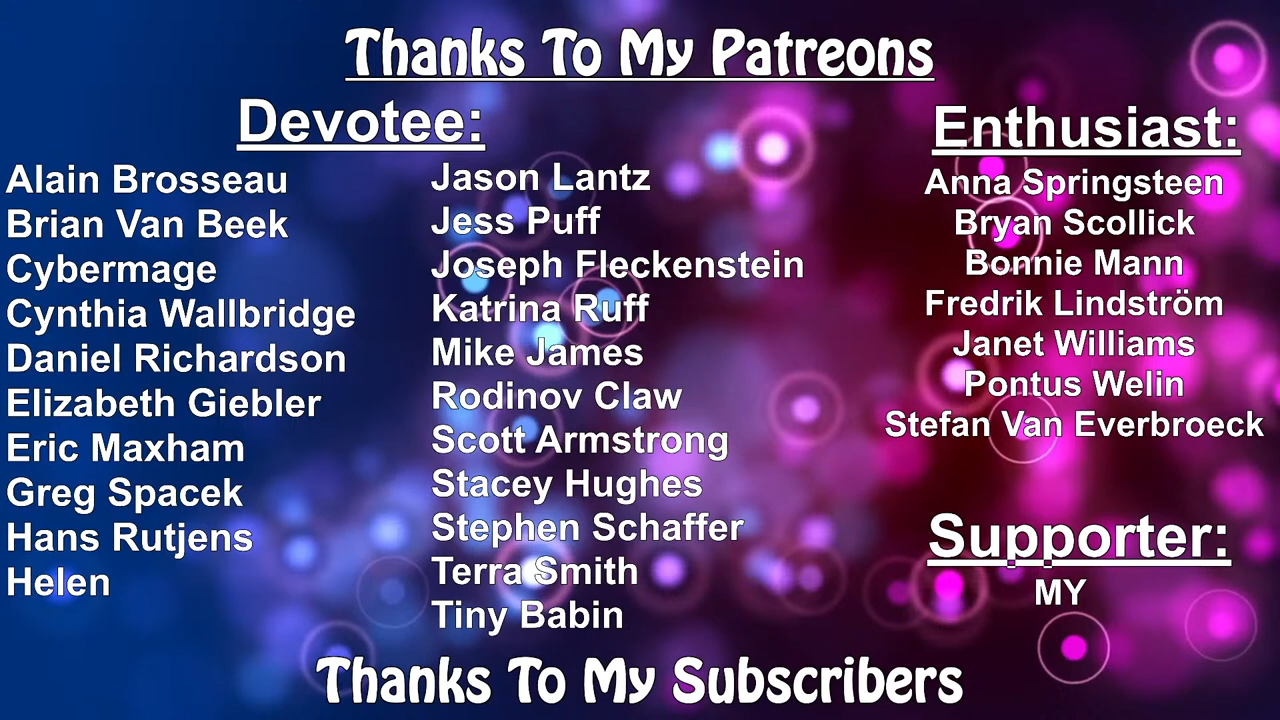 Thanks To My Patreons
Devotee:
Alain Brosseau
Brian Van Beek
Cybermage
Cynthia Wallbridge
Daniel Richardson
Elizabeth Giebler
Eric Maxham
Greg Spacek
Hans Rutjens
Helen
Jason Lantz
Jess Puff
Joseph Fleckenstein
Katrina Ruff
Mike James
Rodinov Claw
Scott Armstrong
Stacey Hughes
Stephen Schaffer
Terra Smith
Tiny Babin
Enthusiast:
Anna Springsteen
Bryan Scollick
Bonnie Mann
Fredrik Lindström
Janet Williams
Pontus Welin
Stefan Van Everbroeck
Supporter:
MY
Thanks To My Subscribers